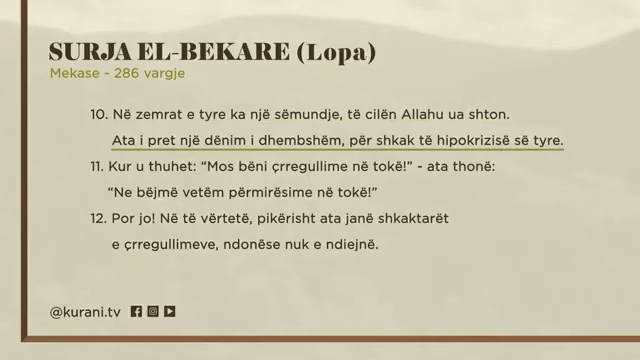 SURJA EL-BEKARE (Lopa)
Mekase - 286 vargje
10. Në zemrat e tyre ka një sëmundje, të cilën Allahu ua shton.
Ata i pret një dënim i dhembshëm, për shkak të hipokrizisë së tyre.
11. Kur u thuhet: “Mos bëni çrregullime në tokë!” - ata thonë:
“Ne bëjmë vetëm përmirësime në tokë!”
12. Por jo! Në të vërtetë, pikërisht ata janë shkaktarët
e çrregullimeve, ndonëse nuk e ndiejnë.
@kurani.tv